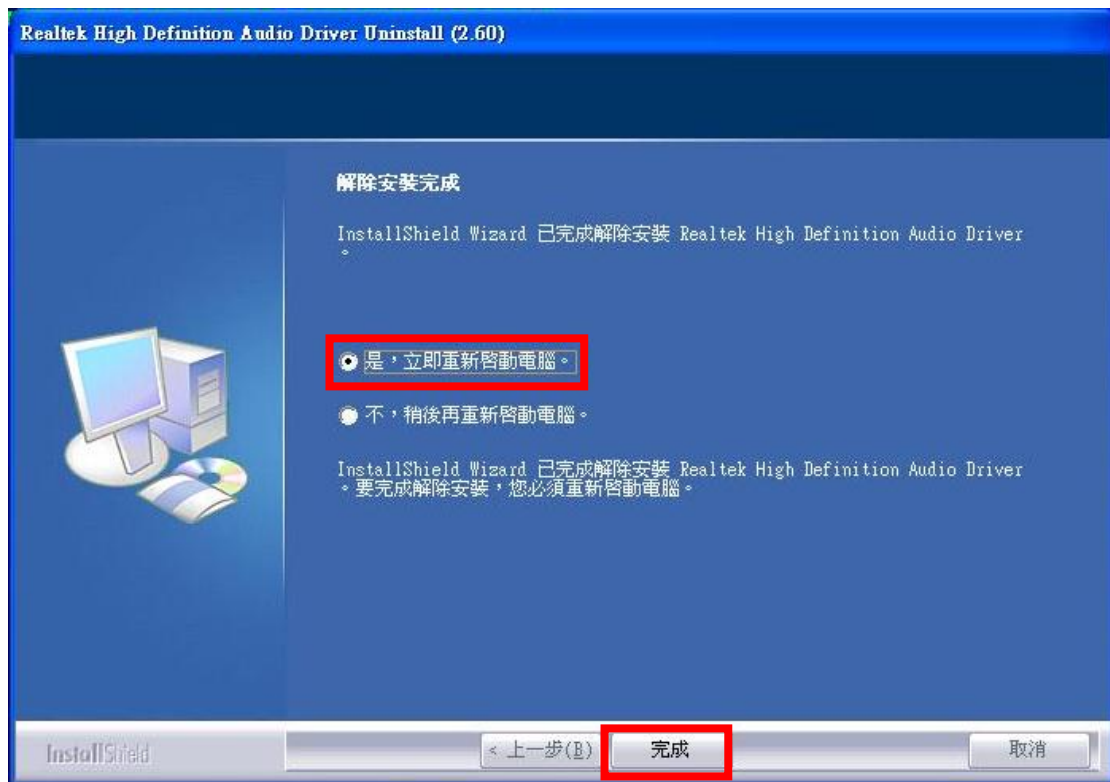 Realtek High Definition Audio Driver Uninstall (2.60)
解除安裝完成
InstallShield Wizard 已完成解除安裝 Realtek High Definition Audio Driver
。
是，立即重新啟動電腦。
不，稍後再重新啟動電腦。
InstallShield Wizard 已完成解除安裝 Realtek High Definition Audio Driver
。要完成解除安裝，您必須重新啟動電腦。
InstallShield
< 上一步(B)
完成
取消